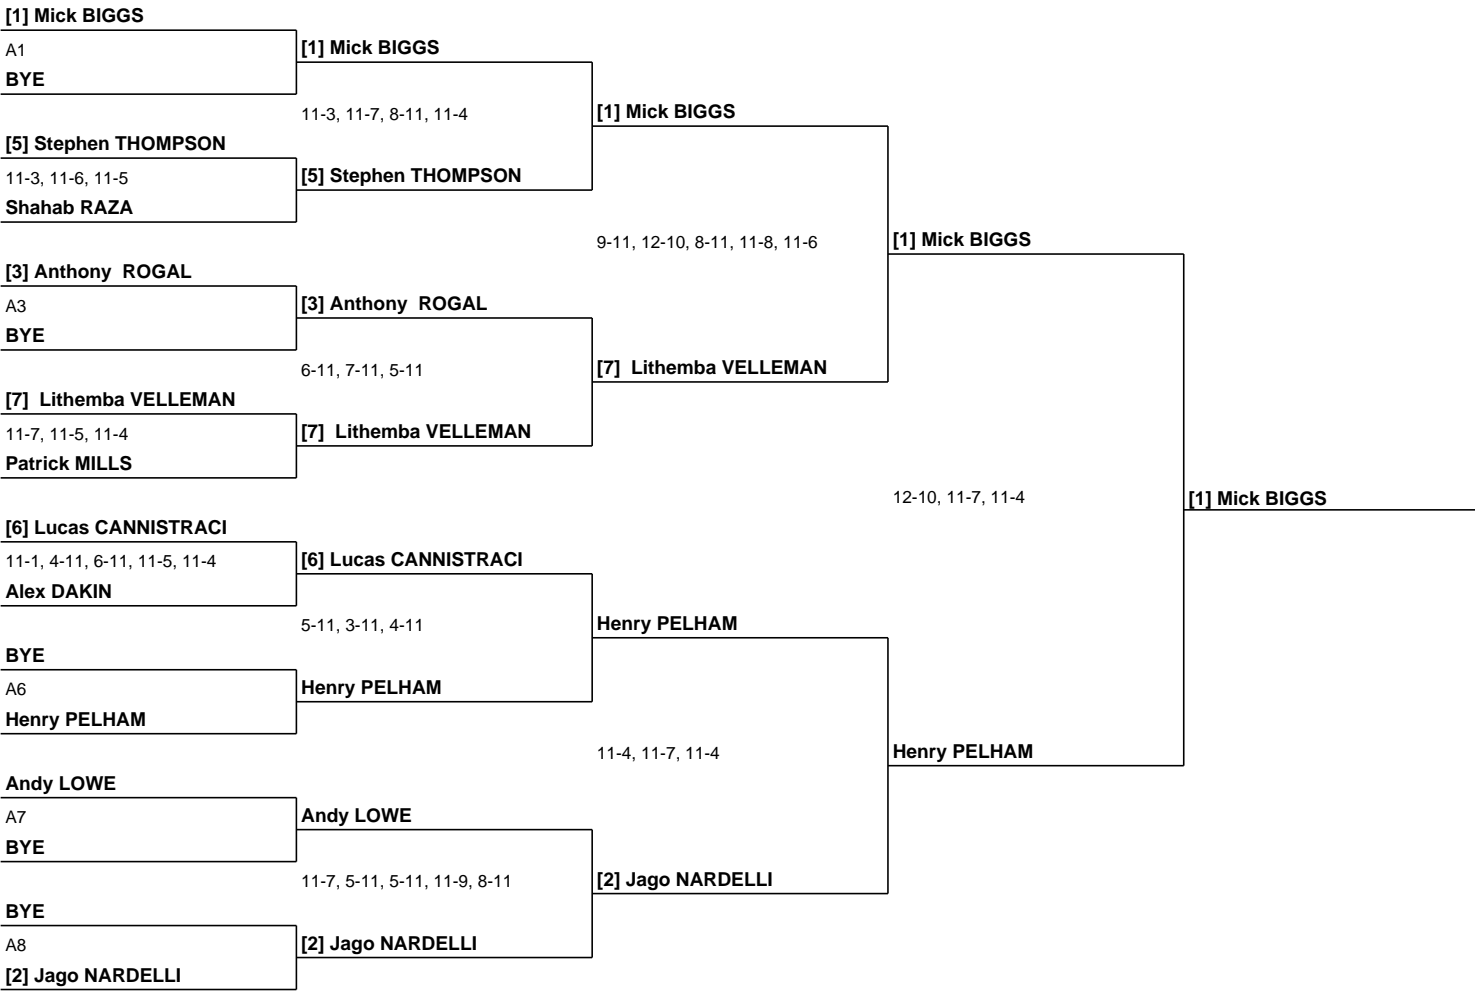 [1] Mick BIGGS
A1
BYE
[1] Mick BIGGS
11-3, 11-7, 8-11, 11-4
[5] Stephen THOMPSON
11-3, 11-6, 11-5
Shahab RAZA
[5] Stephen THOMPSON
[1] Mick BIGGS
9-11, 12-10, 8-11, 11-8, 11-6
[3] Anthony  ROGAL
A3
BYE
[3] Anthony  ROGAL
6-11, 7-11, 5-11
[7]  Lithemba VELLEMAN
11-7, 11-5, 11-4
Patrick MILLS
[7]  Lithemba VELLEMAN
[7]  Lithemba VELLEMAN
[1] Mick BIGGS
12-10, 11-7, 11-4
[1] Mick BIGGS
[6] Lucas CANNISTRACI
11-1, 4-11, 6-11, 11-5, 11-4
Alex DAKIN
[6] Lucas CANNISTRACI
5-11, 3-11, 4-11
BYE
A6
Henry PELHAM
Henry PELHAM
Henry PELHAM
11-4, 11-7, 11-4
Henry PELHAM
Andy LOWE
A7
BYE
Andy LOWE
11-7, 5-11, 5-11, 11-9, 8-11
BYE
A8
[2] Jago NARDELLI
[2] Jago NARDELLI
[2] Jago NARDELLI